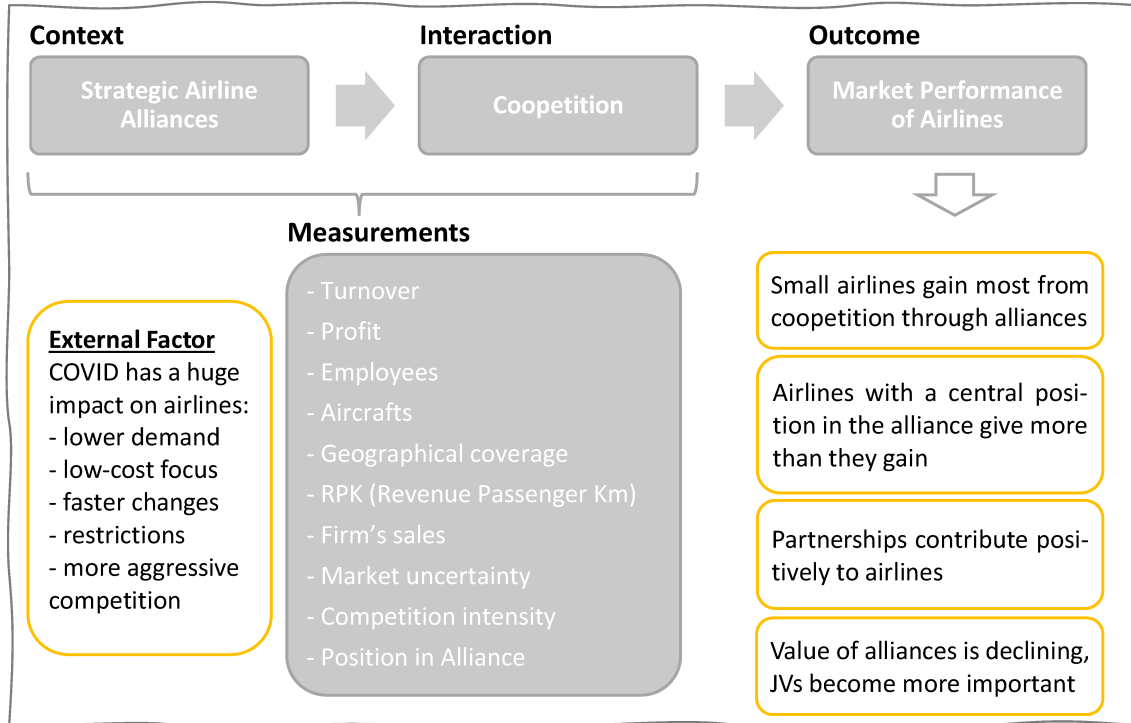 Context
Strategic Airline
Alliances
Interaction
Coopetition
Outcome
Market Performance
of Airlines
Measurements
- Turnover
- Profit
- Employees
- Aircrafts
- Geographical coverage
- RPK (Revenue Passenger Km)
- Firm's sales
- Market uncertainty
- Competition intensity
- Position in Alliance
External Factor
COVID has a huge
impact on airlines:
- lower demand
- low-cost focus
- faster changes
- restrictions
- more aggressive
competition
Small airlines gain most from
coopetition through alliances
Airlines with a central posi-
tion in the alliance give more
than they gain
Partnerships contribute posi-
tively to airlines
Value of alliances is declining,
JVs become more important